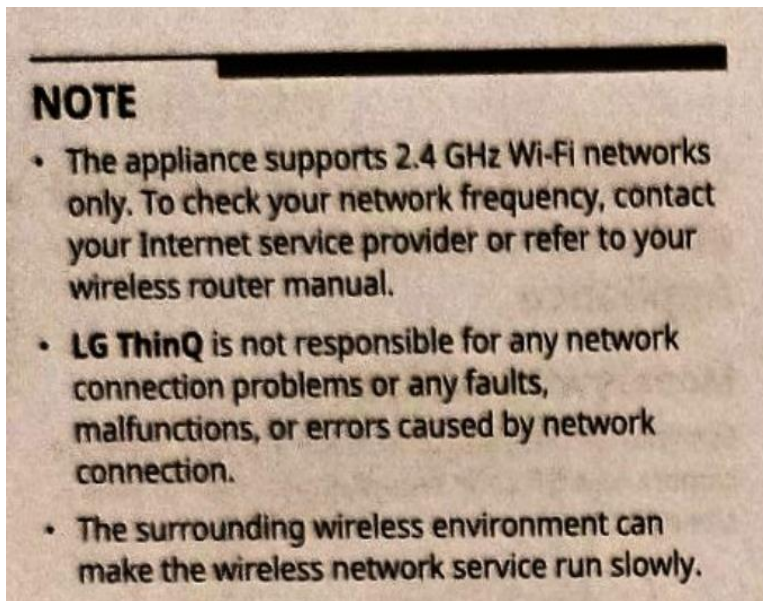 NOTE
• The appliance supports 2.4 GHz Wi-Fi networks
only. To check your network frequency, contact
your Internet service provider or refer to your
wireless router manual.
• LG ThinQ is not responsible for any network
connection problems or any faults,
malfunctions, or errors caused by network
connection.
• The surrounding wireless environment can
make the wireless network service run slowly.